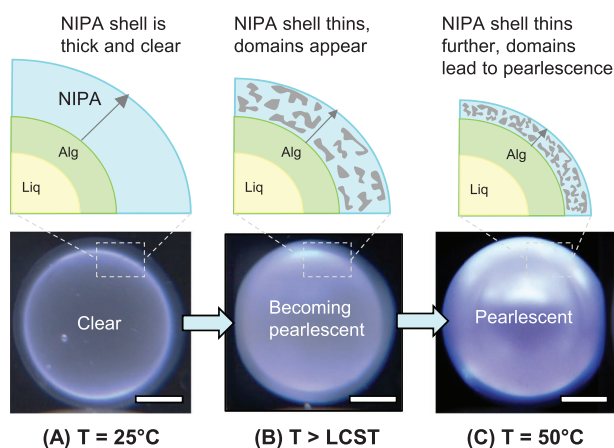 NIPA shell is
thick and clear
NIPA shell thins,
domains appear
NIPA shell thins
further, domains
lead to pearlescence
NIPA
Alg
Liq
Alg
Liq
Alg
Liq
Clear
Becoming
pearlescent
Pearlescent
(A) T = 25°C
(B) T > LCST
(C) T = 50°C